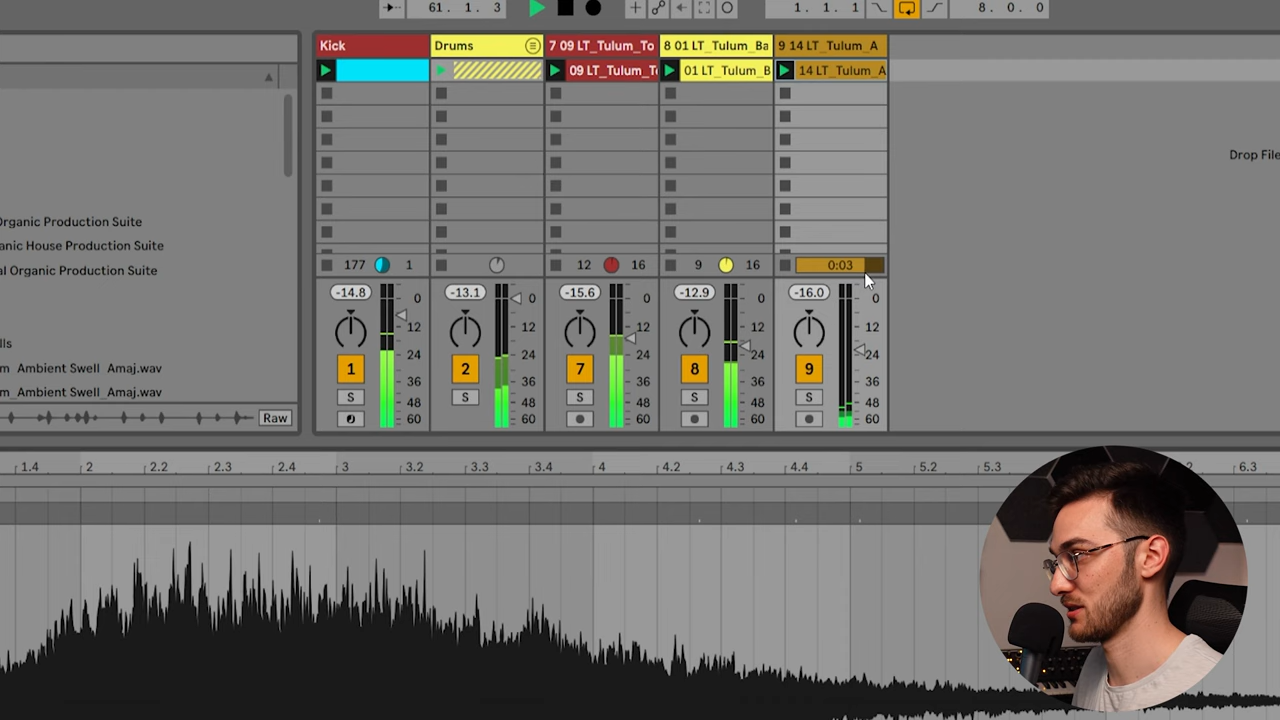 61. 1. 3
1. 1. 1
8. 0. 0
Kick
Drums
7 09 LT_Tulum_To
8 01 LT_Tulum_Ba
9 14 LT_Tulum_A
09 LT_Tulum_T
01 LT_Tulum_B
14 LT_Tulum_A
Drop File
Organic Production Suite
anic House Production Suite
al Organic Production Suite
lls
m_Ambient Swell_Amaj.wav
m_Ambient Swell_Amaj.wav
Raw
177 1
12 16
9 16
0:03
-14.8 0
-13.1 0
-15.6 0
-12.9 0
-16.0 0
12 12 12 12 12
24 24 24 24 24
1 2 7 8 9
36 36 36 36 36
S S S S S
48 48 48 48 48
60 60 60 60 60
1.4 2 2.2 2.3 2.4 3 3.2 3.3 3.4 4 4.2 4.3 4.4 5 5.2 5.3 2 6.3